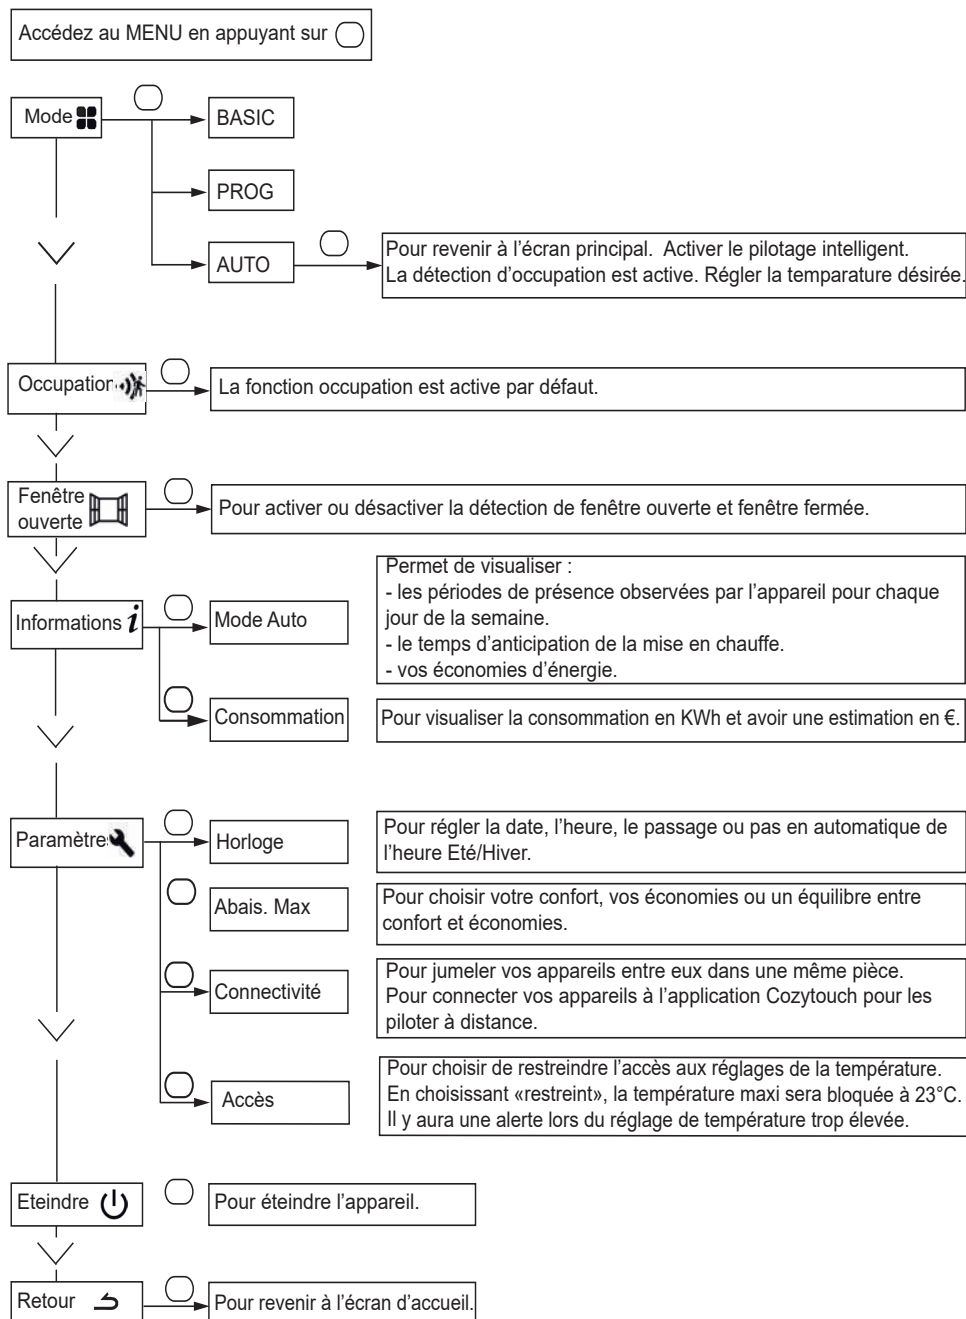 Accédez au MENU en appuyant sur
Mode
BASIC
PROG
AUTO
Pour revenir à l'écran principal. Activer le pilotage intelligent.
La détection d'occupation est active. Régler la temparature désirée.
Occupation
La fonction occupation est active par défaut.
Fenêtre
ouverte
Pour activer ou désactiver la détection de fenêtre ouverte et fenêtre fermée.
Informations i
Mode Auto
Permet de visualiser :
- les périodes de présence observées par l'appareil pour chaque
jour de la semaine.
- le temps d'anticipation de la mise en chauffe.
- vos économies d'énergie.
Consommation
Pour visualiser la consommation en KWh et avoir une estimation en €.
Paramètres
Horloge
Pour régler la date, l'heure, le passage ou pas en automatique de
l'heure Eté/Hiver.
Abais. Max
Pour choisir votre confort, vos économies ou un équilibre entre
confort et économies.
Connectivité
Pour jumeler vos appareils entre eux dans une même pièce.
Pour connecter vos appareils à l'application Cozytouch pour les
piloter à distance.
Accès
Pour choisir de restreindre l'accès aux réglages de la température.
En choisissant «restreint», la température maxi sera bloquée à 23°C.
Il y aura une alerte lors du réglage de température trop élevée.
Eteindre
Pour éteindre l'appareil.
Retour
Pour revenir à l'écran d'accueil.